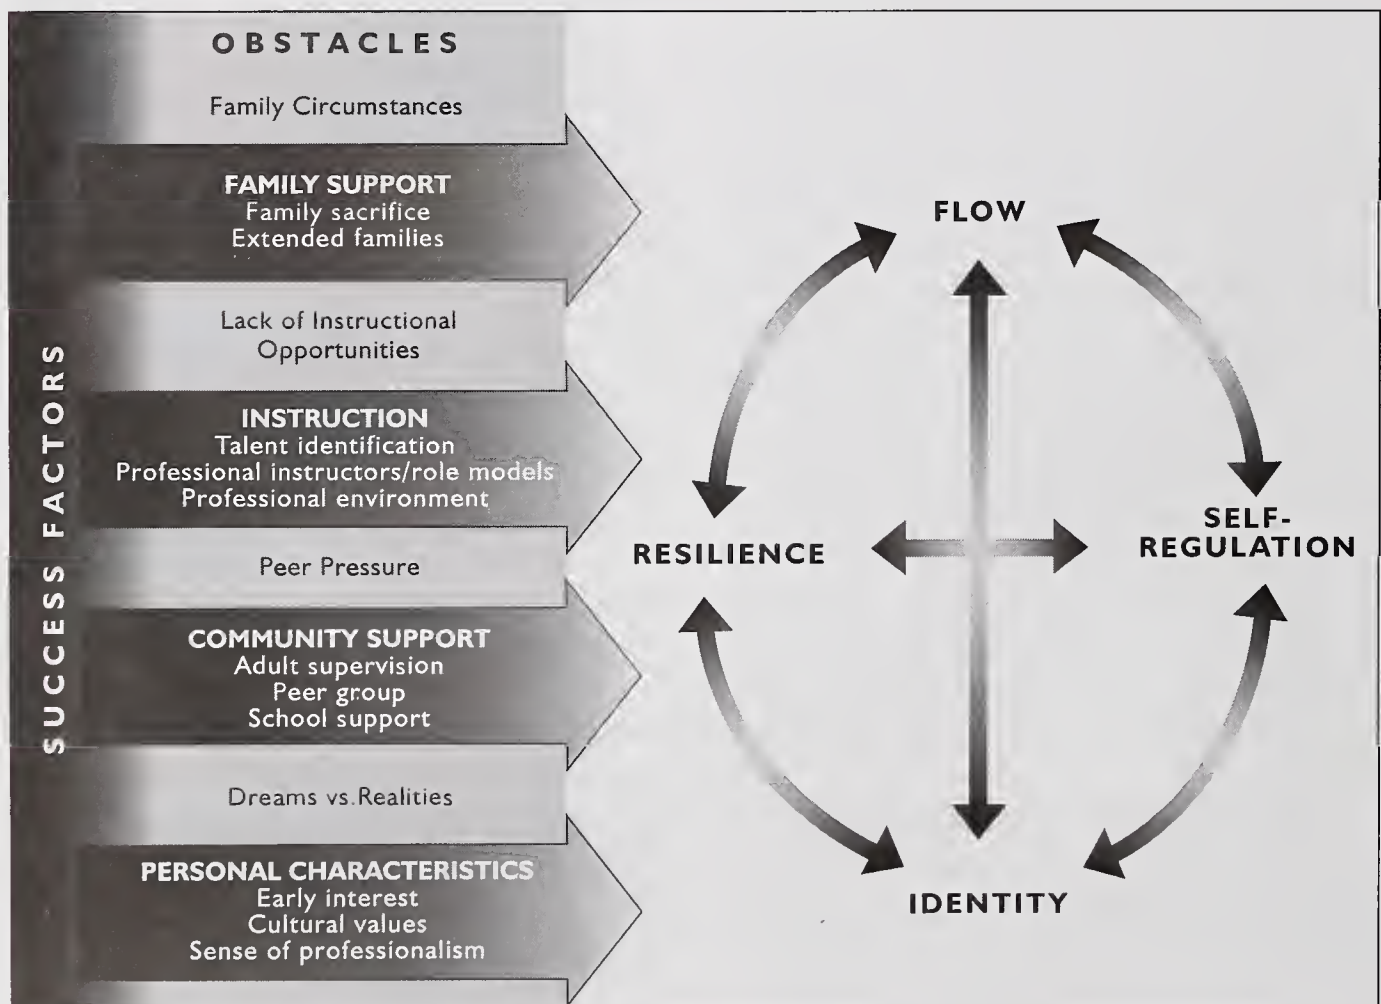 OBSTACLES
Family Circumstances
FAMILY SUPPORT
Family sacrifice
Extended families
Lack of Instructional
Opportunities
INSTRUCTION
Talent identification
Professional instructors/role models
Professional environment
Peer Pressure
COMMUNITY SUPPORT
Adult supervision
Peer group
School support
Dreams vs.Realities
PERSONAL CHARACTERISTICS
Early interest
Cultural values
Sense of professionalism
SUCCESS FACTORS
FLOW
RESILIENCE
SELF-
REGULATION
IDENTITY